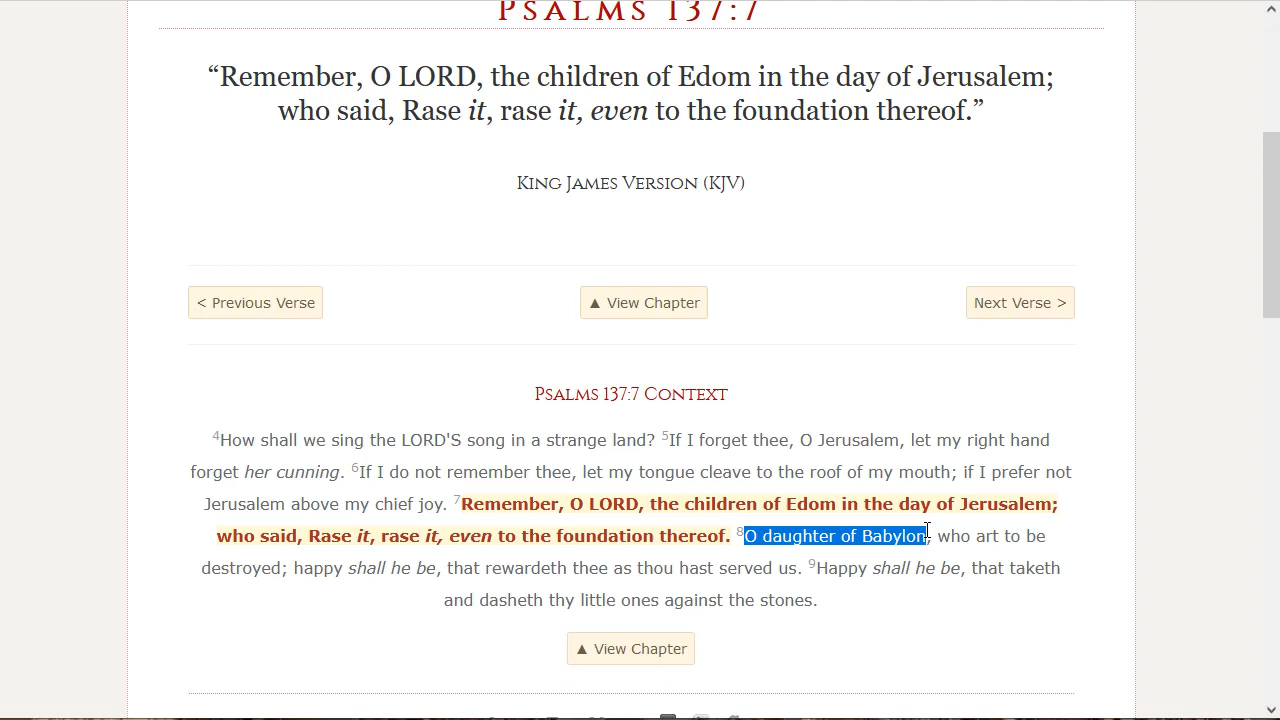 PSALMS 137:7
“Remember, O LORD, the children of Edom in the day of Jerusalem;
who said, Rase it, rase it, even to the foundation thereof.”
King James Version (KJV)
< Previous Verse
▲ View Chapter
Next Verse >
Psalms 137:7 Context
4How shall we sing the LORD'S song in a strange land? 5If I forget thee, O Jerusalem, let my right hand
forget her cunning. 6If I do not remember thee, let my tongue cleave to the roof of my mouth; if I prefer not
Jerusalem above my chief joy. 7Remember, O LORD, the children of Edom in the day of Jerusalem;
who said, Rase it, rase it, even to the foundation thereof. 8O daughter of Babylon, who art to be
destroyed; happy shall he be, that rewardeth thee as thou hast served us. 9Happy shall he be, that taketh
and dasheth thy little ones against the stones.
▲ View Chapter